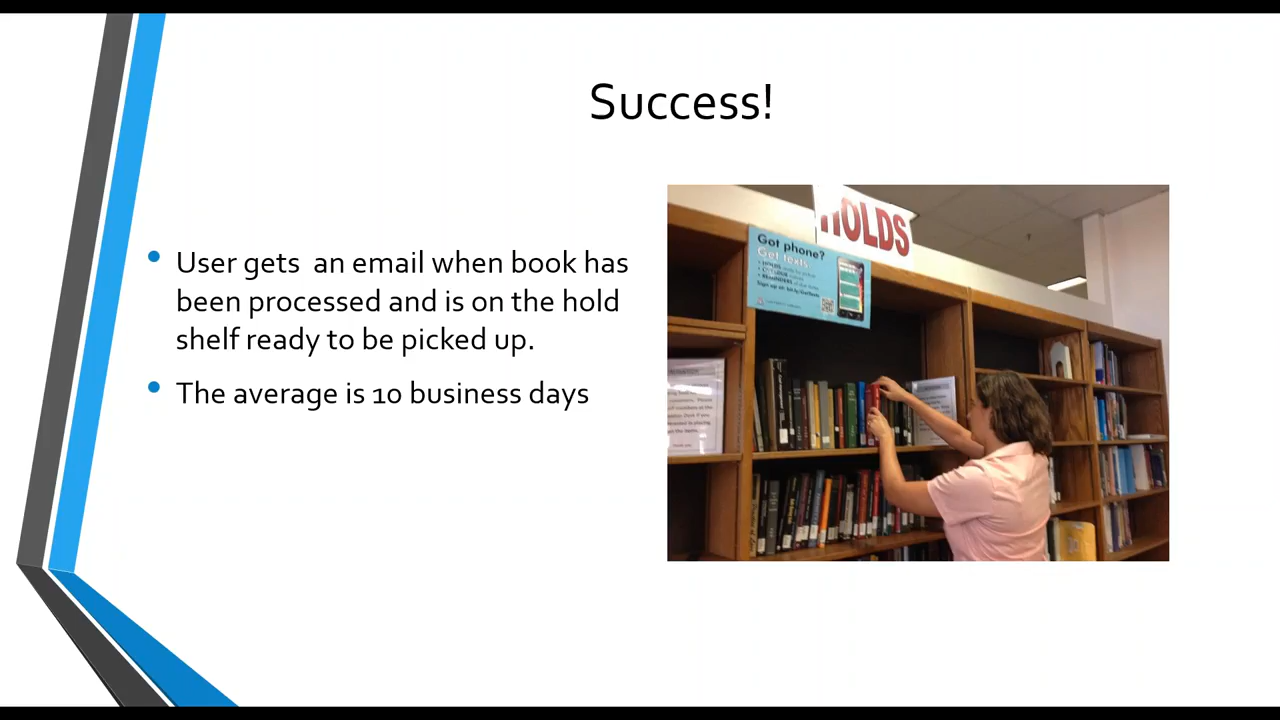 Success!
• User gets  an email when book has
been processed and is on the hold
shelf ready to be picked up.
• The average is 10 business days
HOLDS
Got phone?
Get texts